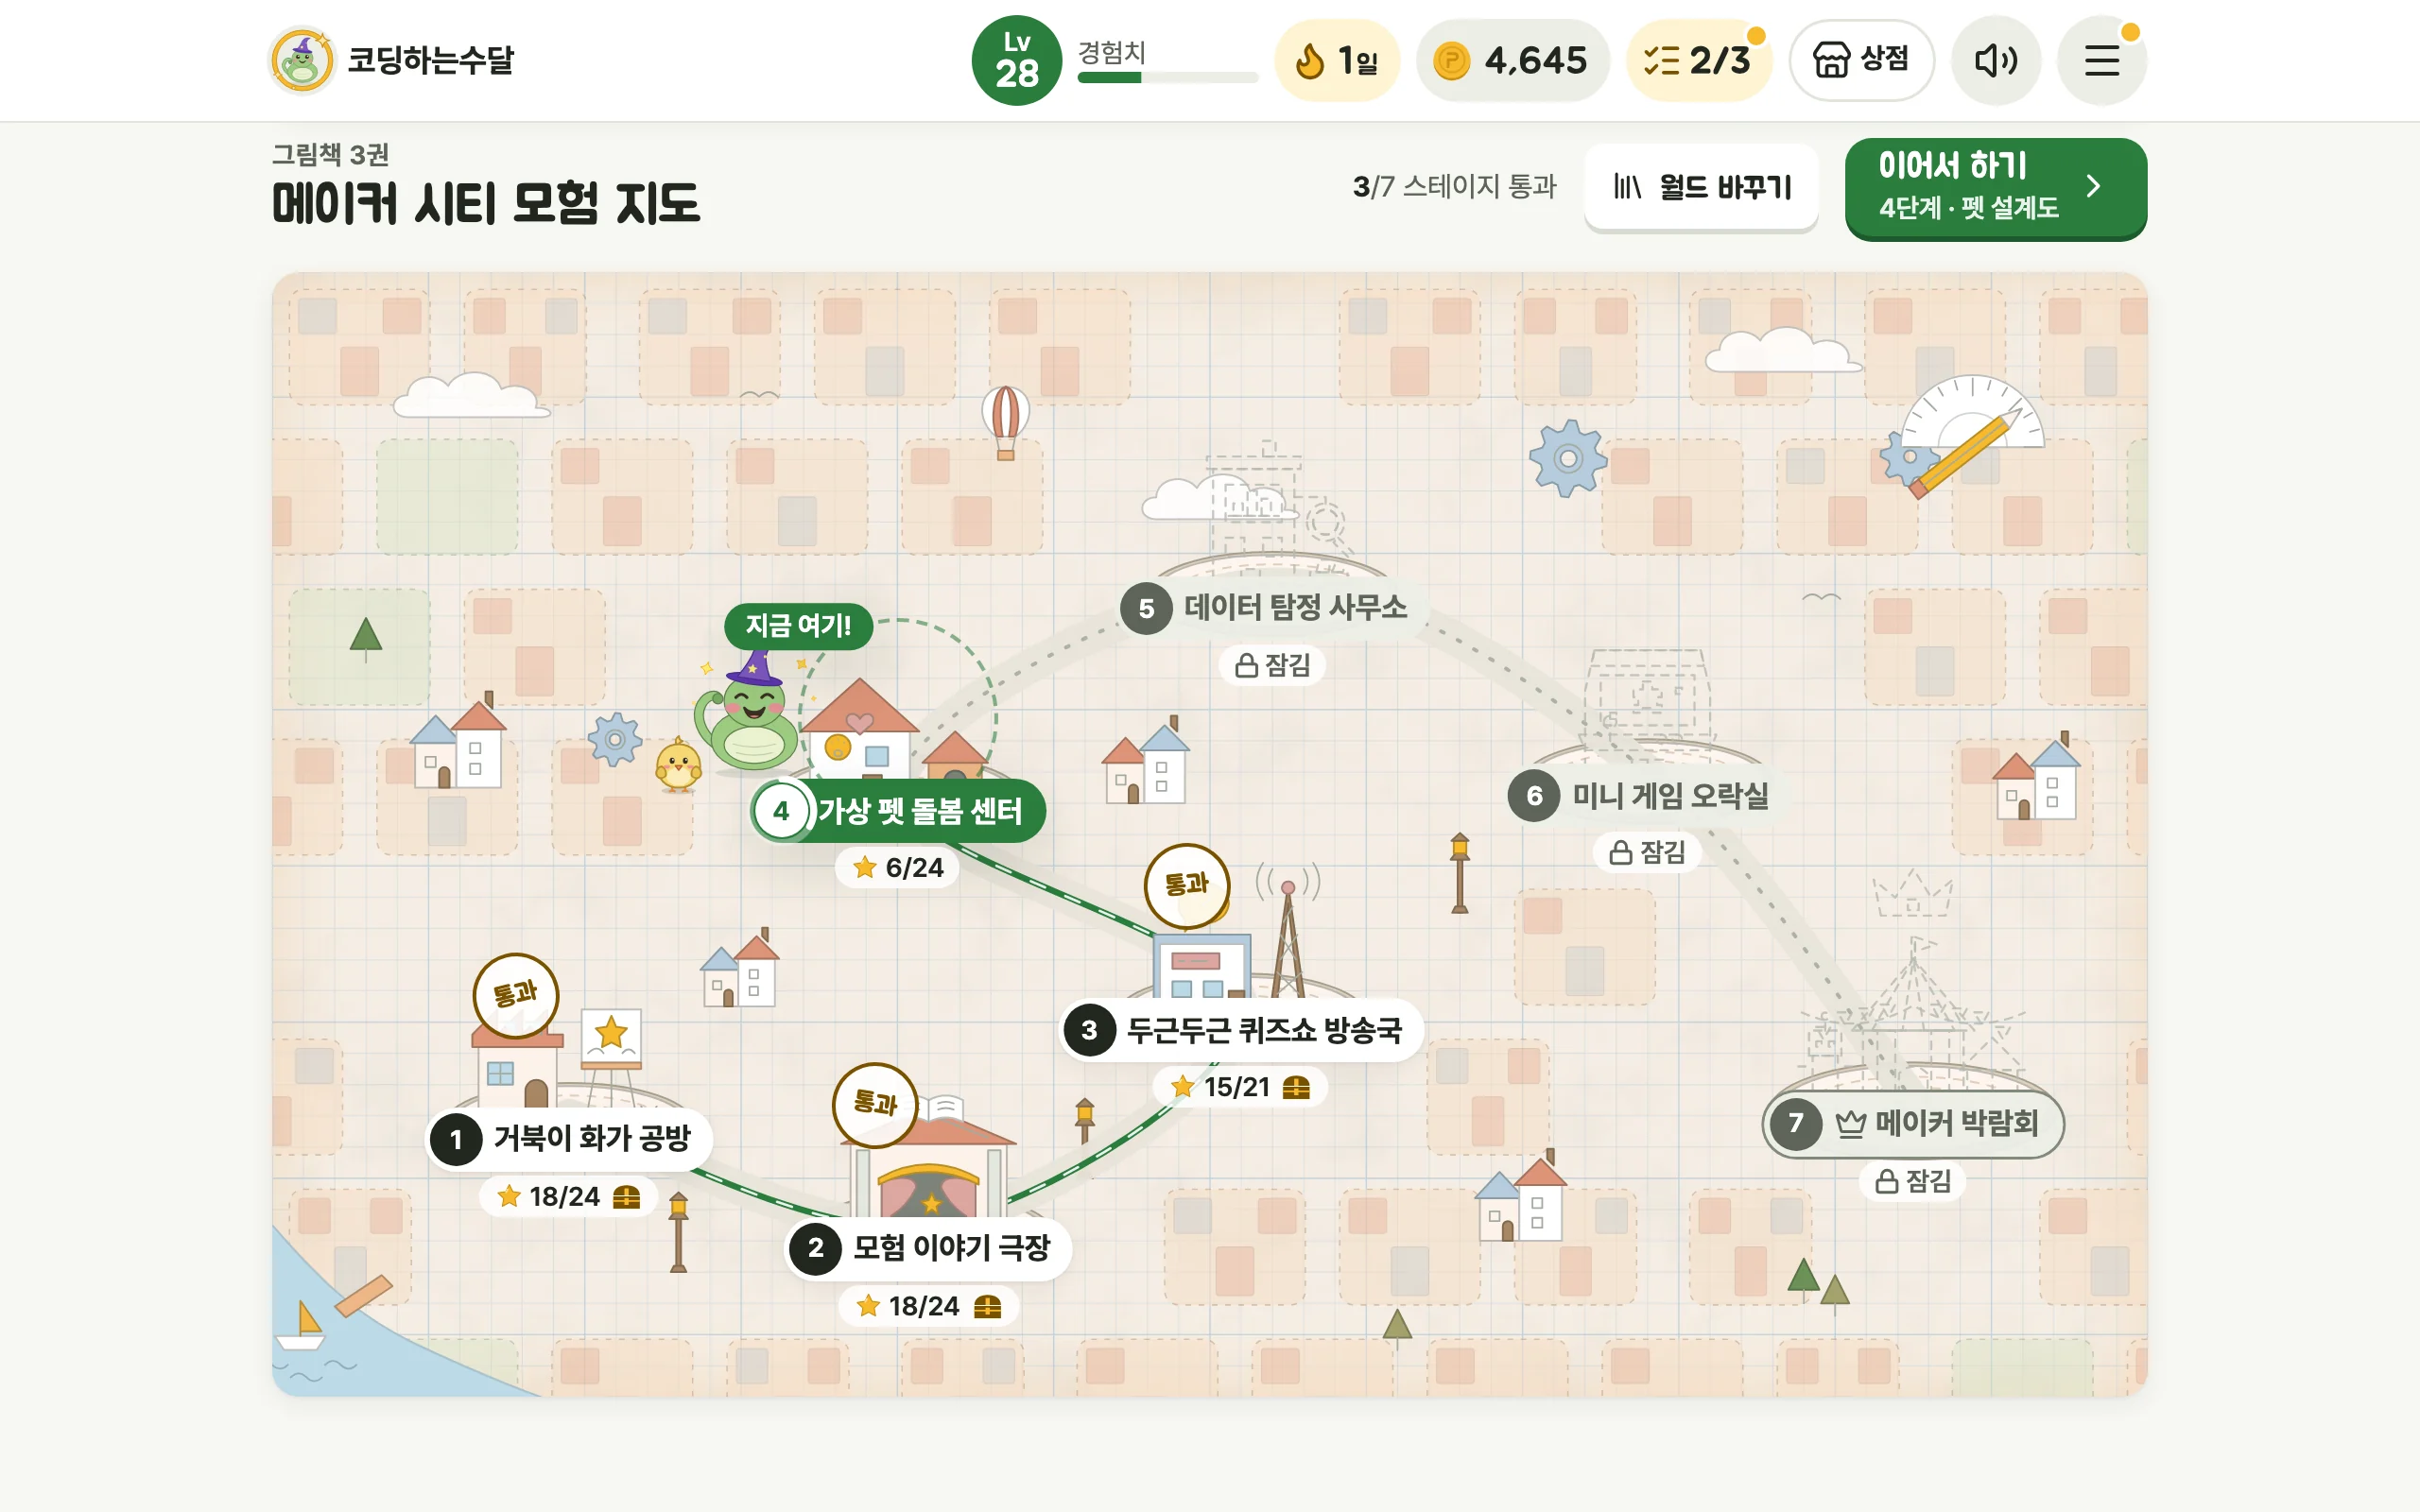 코딩하는수달
Lv
28
경험치
1일
4,645
2/3
상점
그림책 3권
메이커 시티 모험 지도
3/7 스테이지 통과
월드 바꾸기
이어서 하기
4단계 · 펫 설계도
5 데이터 탐정 사무소
잠김
지금 여기!
6 미니 게임 오락실
잠김
4 가상 펫 돌봄 센터
6/24
통과
3 두근두근 퀴즈쇼 방송국
15/21
통과
1 거북이 화가 공방
18/24
통과
2 모험 이야기 극장
18/24
7 메이커 박람회
잠김